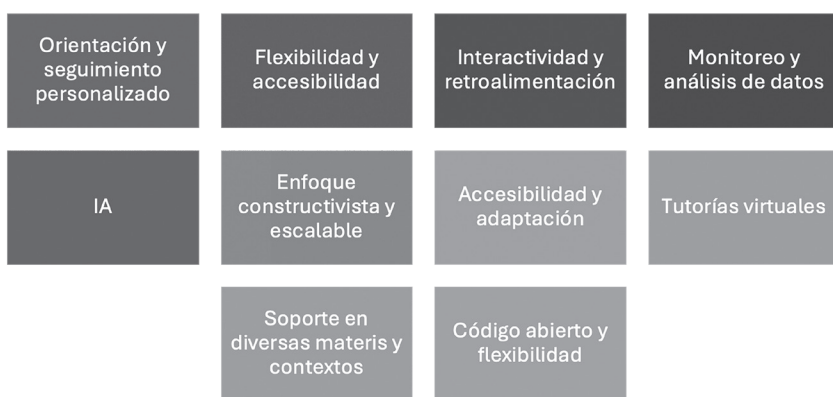 Orientación y
seguimiento
personalizado
Flexibilidad y
accesibilidad
Interactividad y
retroalimentación
Monitoreo y
análisis de datos
IA
Enfoque
constructivista y
escalable
Accesibilidad y
adaptación
Tutorías virtuales
Soporte en
diversas materis y
contextos
Código abierto y
flexibilidad